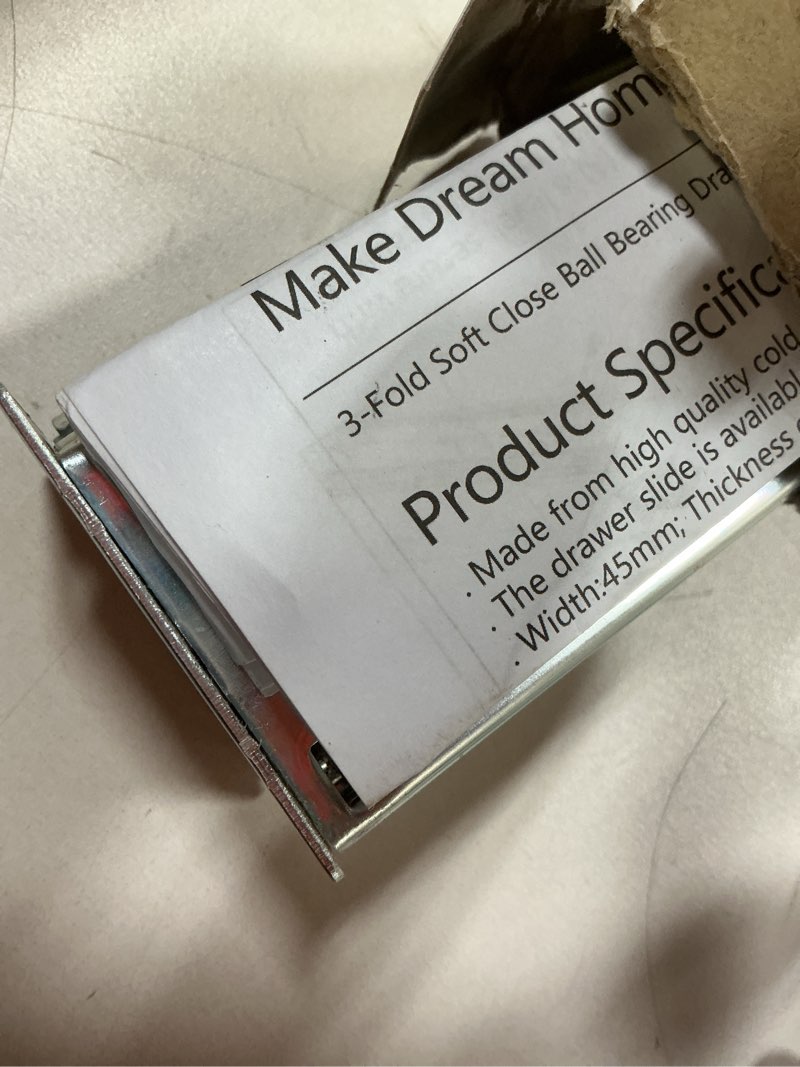 Make Dream Hom
3-Fold Soft Close Ball Bearing Dra
Product Specifica
. Made from high quality cold
. The drawer slide is availabl
. Width:45mm; Thickness